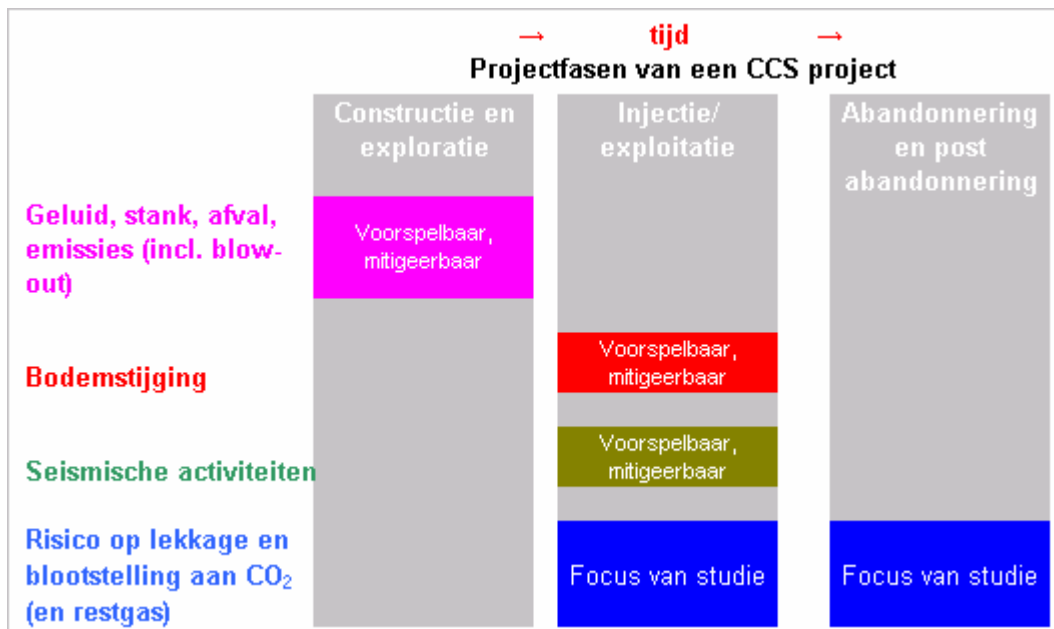 → tijd →
Projectfasen van een CCS project
Constructie en
exploratie
Injectie/
exploitatie
Abandonnering
en post
abandonnering
Geluid, stank, afval,
emissies (incl. blow-
out)
Voorspelbaar,
mitigeerbaar
Bodemstijging
Voorspelbaar,
mitigeerbaar
Seismische activiteiten
Voorspelbaar,
mitigeerbaar
Risico op lekkage en
blootstelling aan CO₂
(en restgas)
Focus van studie
Focus van studie